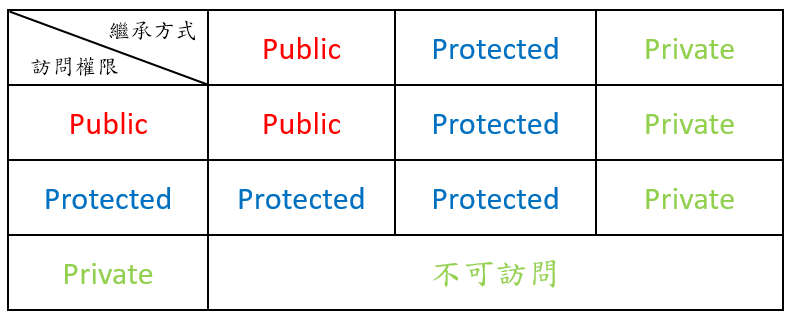 繼承方式
訪問權限
Public Protected Private
Public Public Protected Private
Protected Protected Protected Private
Private 不可訪問